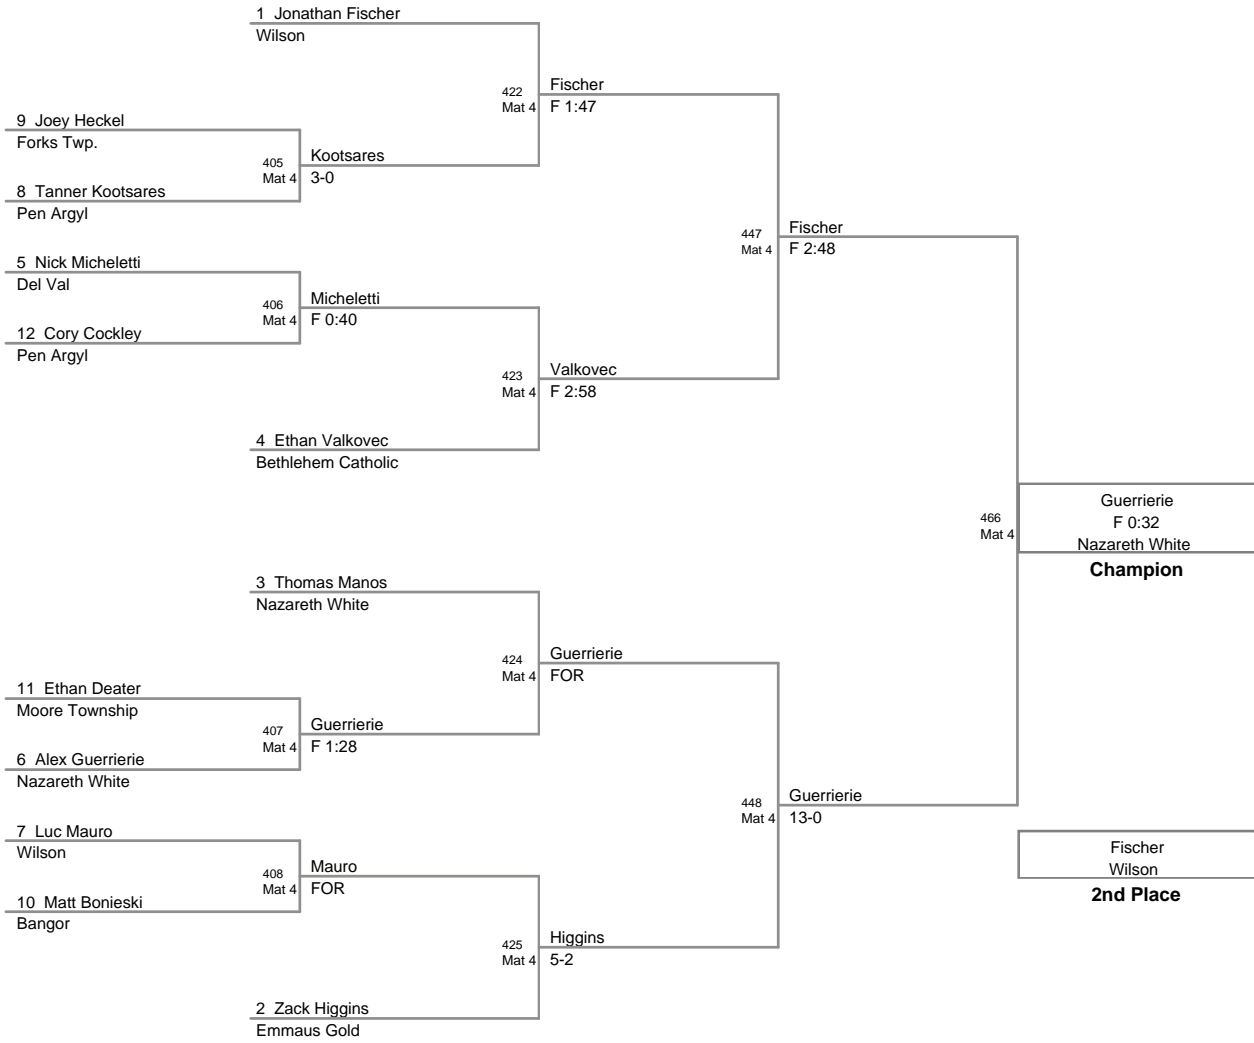 1 Jonathan Fischer
Wilson
422
Mat 4
Fischer
F 1:47
9 Joey Heckel
Forks Twp.
405
Mat 4
Kootsares
3-0
8 Tanner Kootsares
Pen Argyl
447
Mat 4
Fischer
F 2:48
5 Nick Micheletti
Del Val
406
Mat 4
Micheletti
F 0:40
12 Cory Cockley
Pen Argyl
423
Mat 4
Valkovec
F 2:58
4 Ethan Valkovec
Bethlehem Catholic
466
Mat 4
Guerrierie
F 0:32
Nazareth White
Champion
3 Thomas Manos
Nazareth White
424
Mat 4
Guerrierie
FOR
11 Ethan Deater
Moore Township
407
Mat 4
Guerrierie
F 1:28
6 Alex Guerrierie
Nazareth White
448
Mat 4
Guerrierie
13-0
7 Luc Mauro
Wilson
408
Mat 4
Mauro
FOR
10 Matt Bonieski
Bangor
425
Mat 4
Higgins
5-2
2 Zack Higgins
Emmaus Gold
Fischer
Wilson
2nd Place